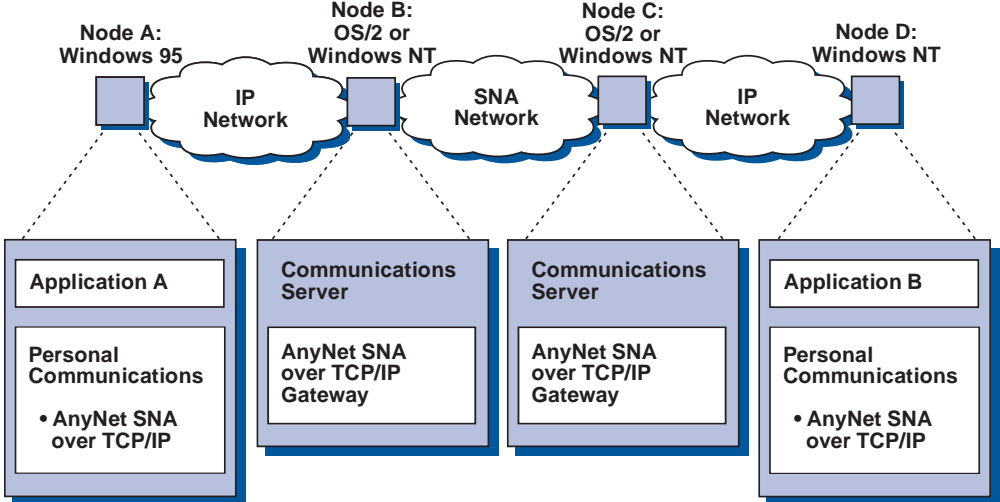 Node A:
Windows 95
Node B:
OS/2 or
Windows NT
Node C:
OS/2 or
Windows NT
Node D:
Windows NT
IP
Network
SNA
Network
IP
Network
Application A
Personal
Communications
• AnyNet SNA
over TCP/IP
Communications
Server
AnyNet SNA
over TCP/IP
Gateway
Communications
Server
AnyNet SNA
over TCP/IP
Gateway
Application B
Personal
Communications
• AnyNet SNA
over TCP/IP